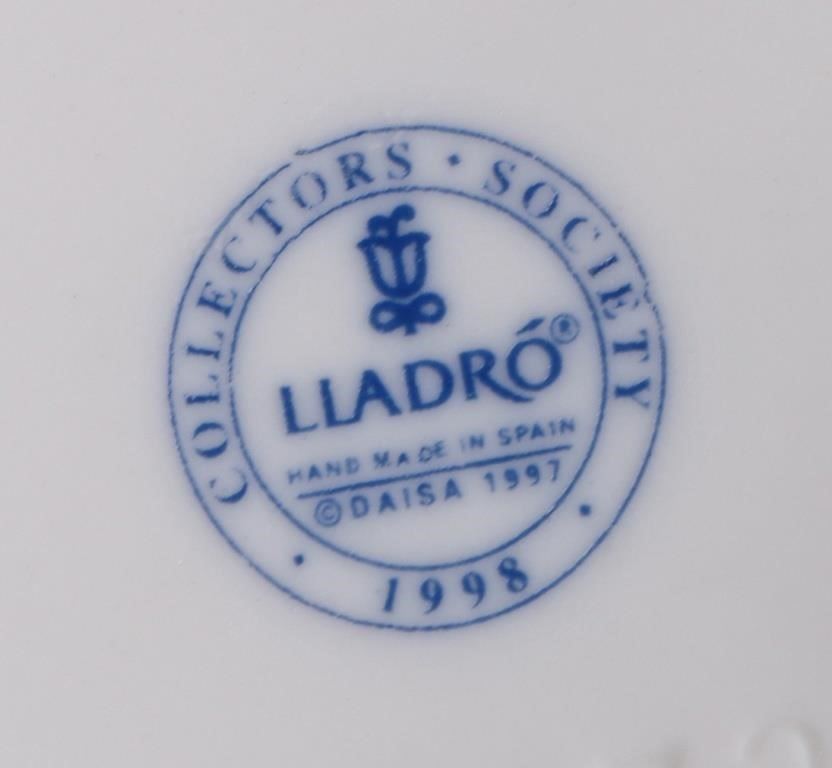 COLLECTORS · SOCIETY
LLADRÓ®
HAND MADE IN SPAIN
© DAISA 1997
· 1998 ·